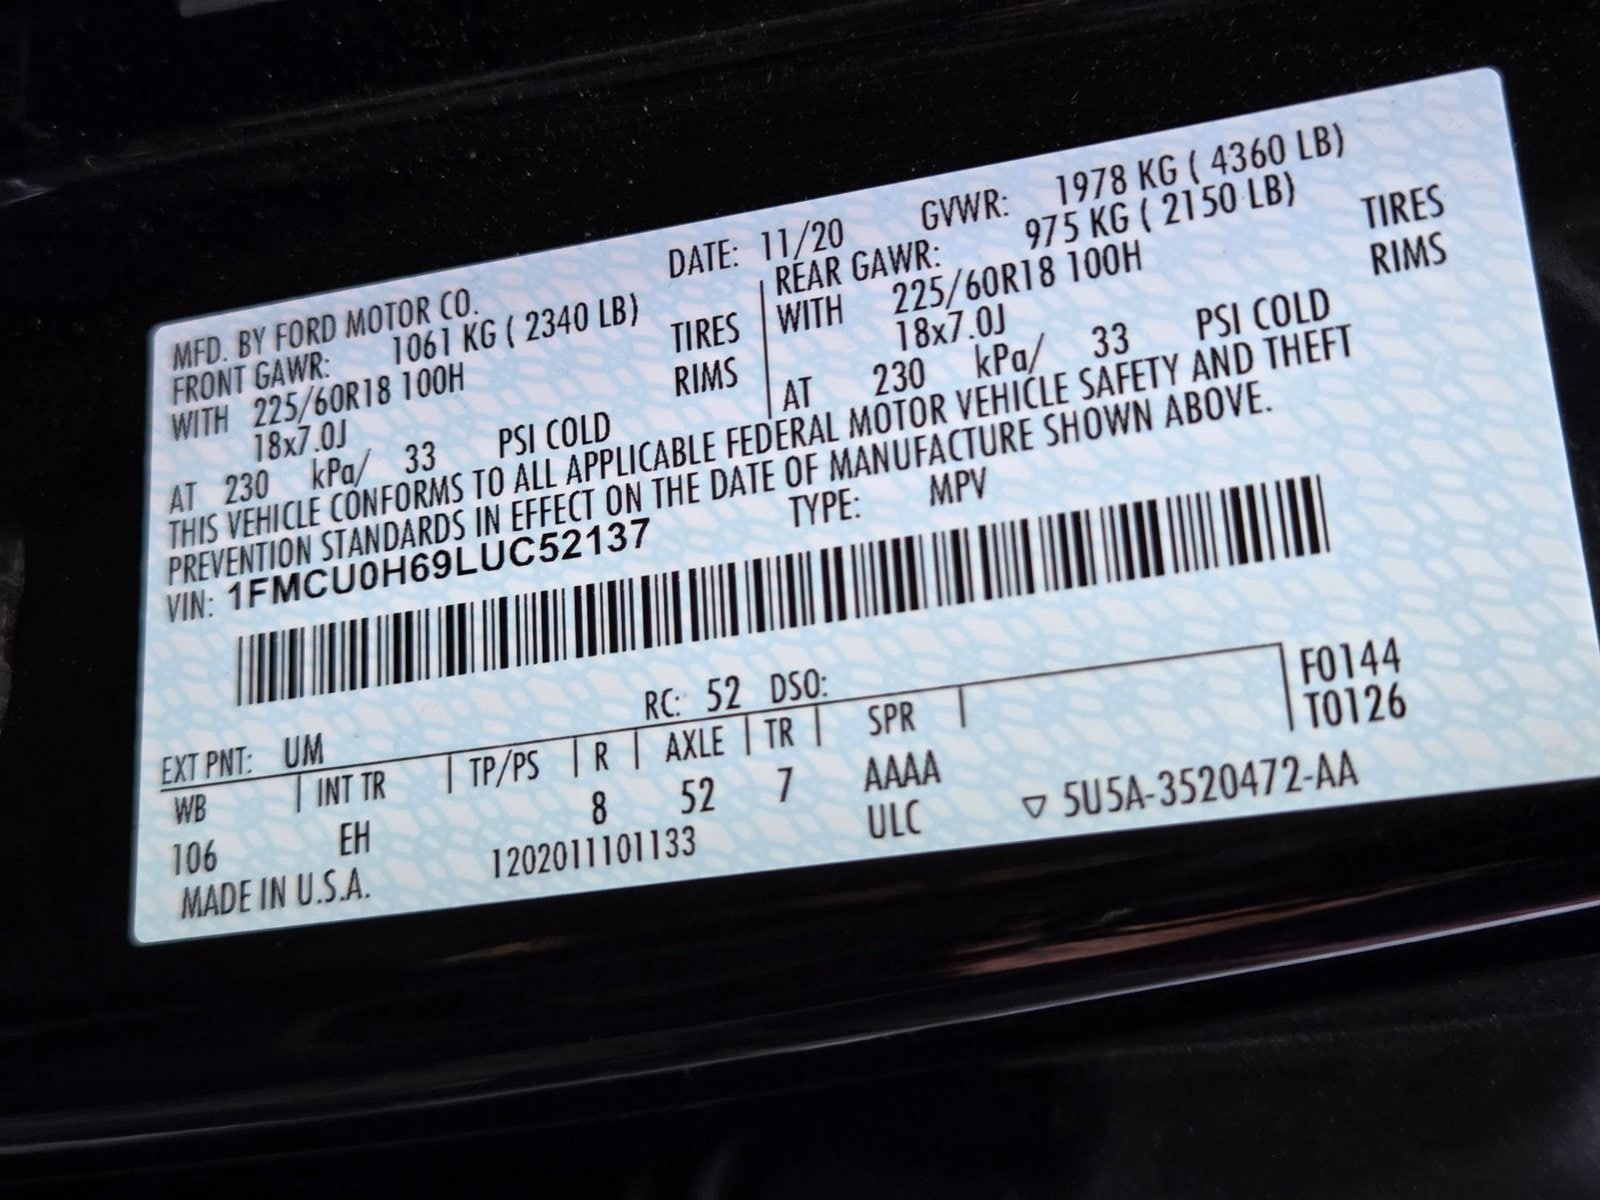 MFD. BY FORD MOTOR CO. DATE: 11/20 GVWR: 1978 KG ( 4360 LB)
FRONT GAWR: 1061 KG ( 2340 LB) REAR GAWR: 975 KG ( 2150 LB)
WITH 225/60R18 100H TIRES WITH 225/60R18 100H TIRES
18x7.0J RIMS 18x7.0J RIMS
AT 230 kPa/ 33 PSI COLD AT 230 kPa/ 33 PSI COLD
THIS VEHICLE CONFORMS TO ALL APPLICABLE FEDERAL MOTOR VEHICLE SAFETY AND THEFT
PREVENTION STANDARDS IN EFFECT ON THE DATE OF MANUFACTURE SHOWN ABOVE.
VIN: 1FMCU0H69LUC52137 TYPE: MPV
F0144
EXT PNT: UM RC: 52 DSO: T0126
WB INT TR TP/PS R AXLE TR SPR
106 EH 8 52 7 AAAA
MADE IN U.S.A. 1202011101133 ULC ▽ 5U5A-3520472-AA